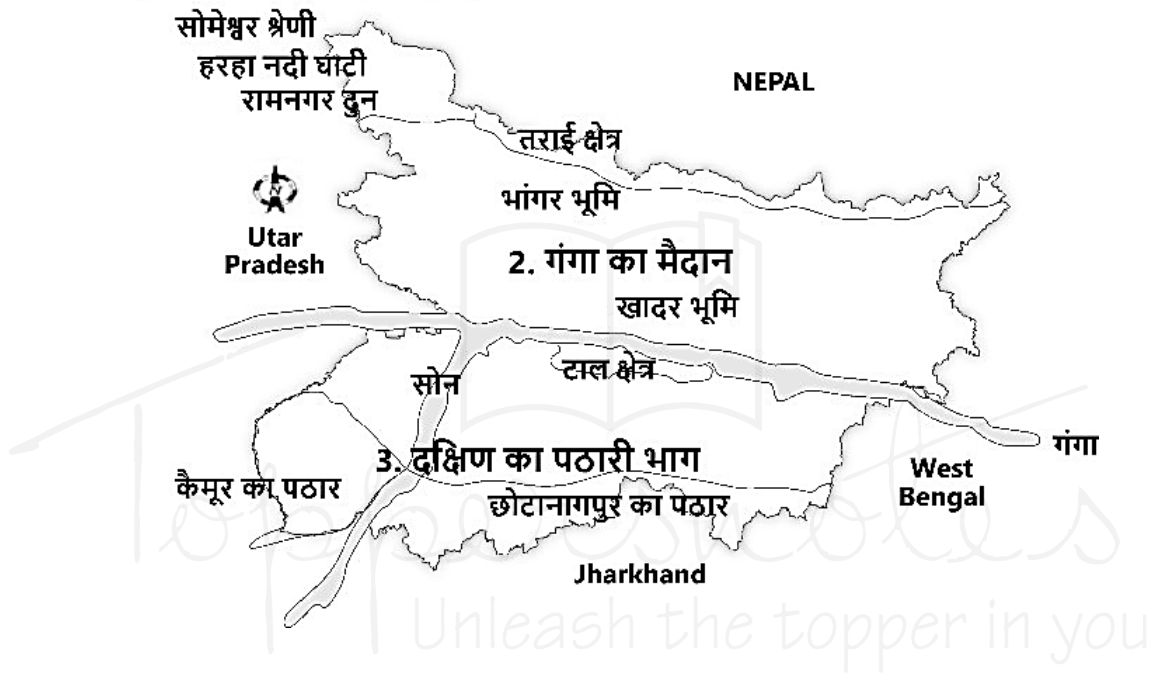 सोमेश्वर श्रेणी
हरहा नदी घाटी
रामनगर दुन
NEPAL
तराई क्षेत्र
भांगर भूमि
N
Utar
Pradesh
2. गंगा का मैदान
खादर भूमि
टाल क्षेत्र
सोन
गंगा
3. दक्षिण का पठारी भाग
West
Bengal
कैमूर का पठार
छोटानागपुर का पठार
Jharkhand
Toppersnotes
Unleash the topper in you